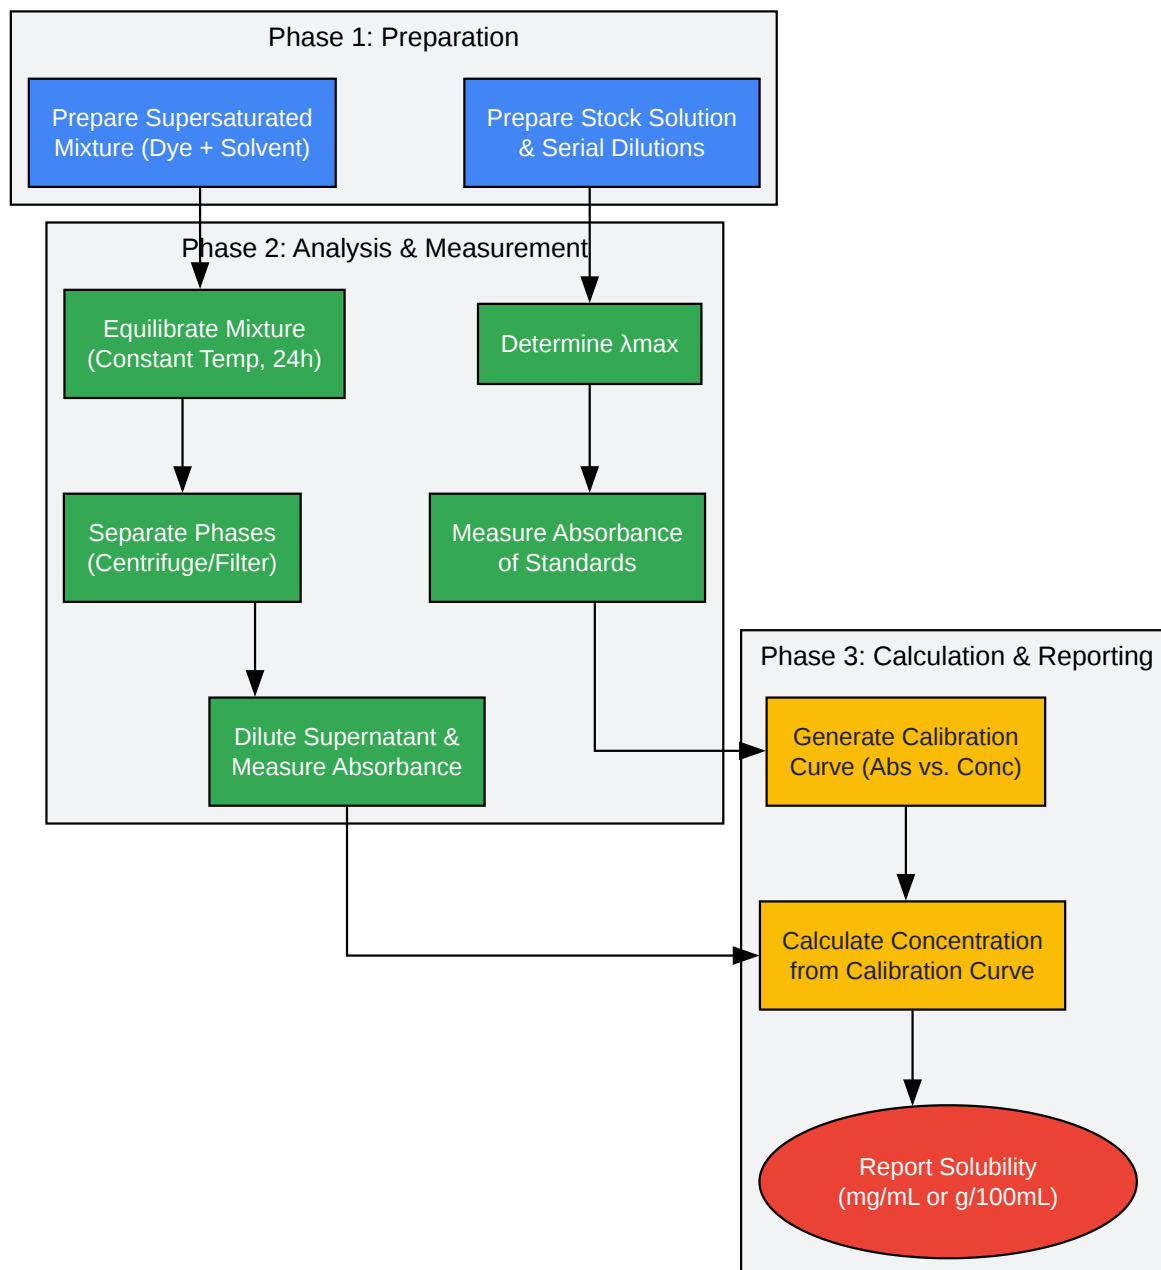 Phase 1: Preparation
Prepare Supersaturated
Mixture (Dye + Solvent)
Prepare Stock Solution
& Serial Dilutions
Phase 2: Analysis & Measurement
Equilibrate Mixture
(Constant Temp, 24h)
Determine λmax
Separate Phases
(Centrifuge/Filter)
Measure Absorbance
of Standards
Dilute Supernatant &
Measure Absorbance
Phase 3: Calculation & Reporting
Generate Calibration
Curve (Abs vs. Conc)
Calculate Concentration
from Calibration Curve
Report Solubility
(mg/mL or g/100mL)